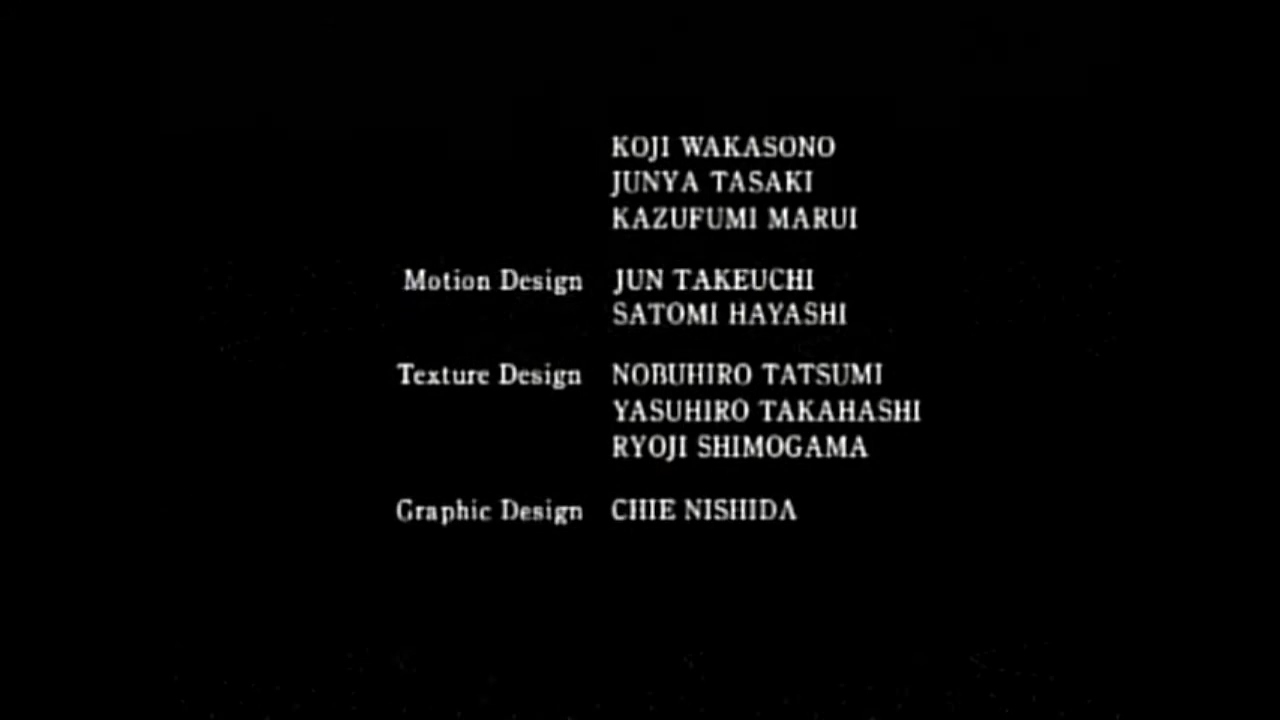 KOJI WAKASONO
JUNYA TASAKI
KAZUFUMI MARUI
Motion Design JUN TAKEUCHI
SATOMI HAYASHI
Texture Design NOBUHIRO TATSUMI
YASUHIRO TAKAHASHI
RYOJI SHIMOGAMA
Graphic Design CHIE NISHIDA